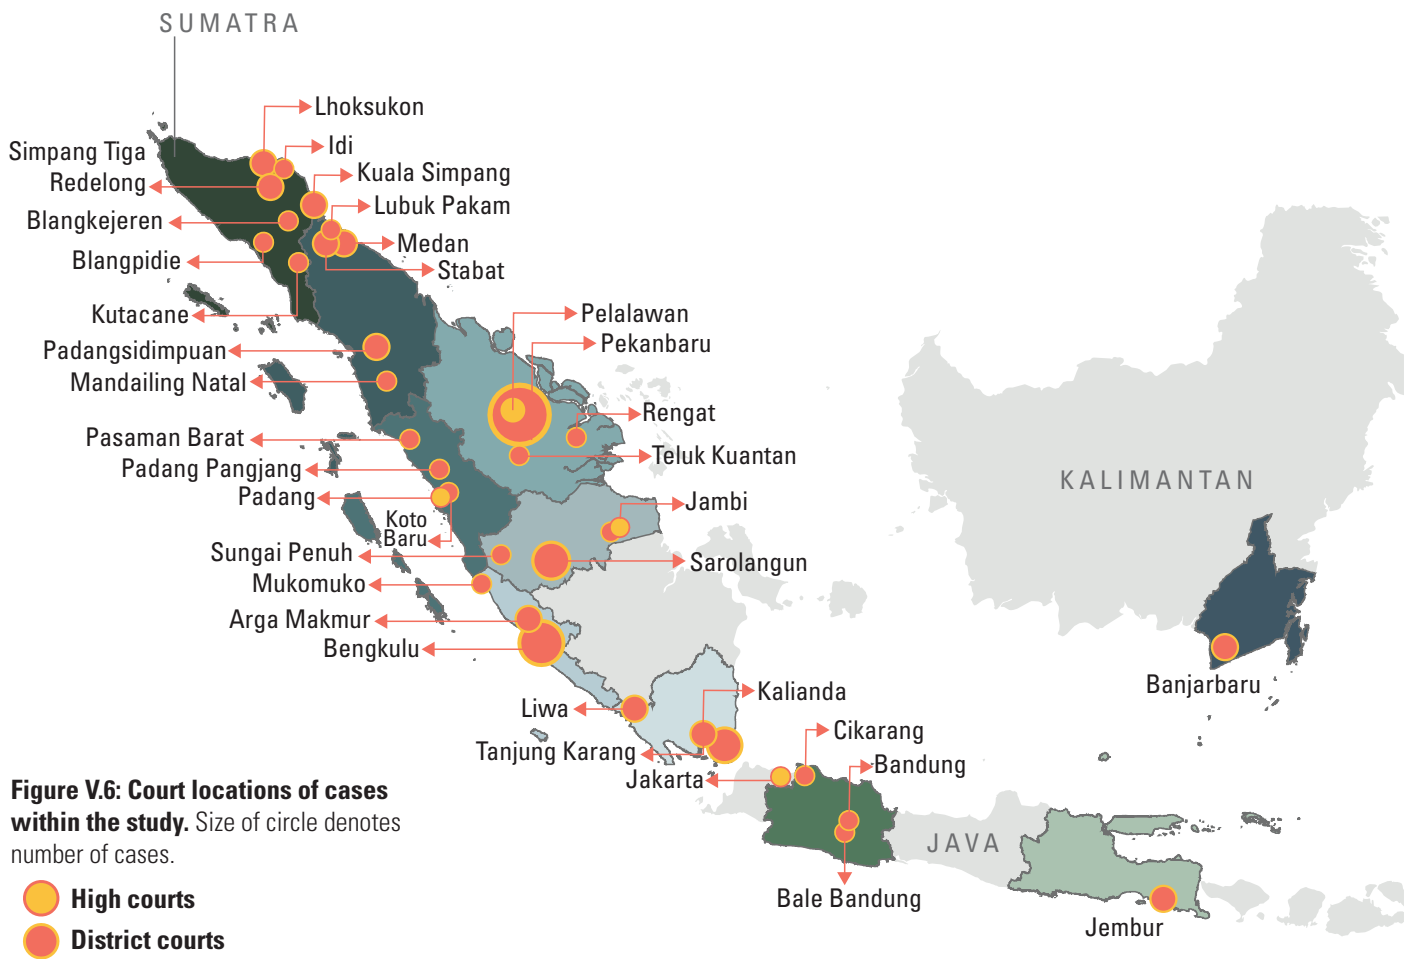 SUMATRA
Lhoksukon
Idi
Simpang Tiga
Redelong
Kuala Simpang
Lubuk Pakam
Blangkejeren
Medan
Blangpidie
Stabat
Kutacane
Pelalawan
Padangsidimpuan
Pekanbaru
Mandailing Natal
Rengat
Pasaman Barat
Teluk Kuantan
Padang Pangjang
KALIMANTAN
Padang
Jambi
Koto
Baru
Sungai Penuh
Sarolangun
Mukomuko
Arga Makmur
Bengkulu
Banjarbaru
Kalianda
Liwa
Cikarang
Tanjung Karang
Bandung
Jakarta
JAVA
Bale Bandung
Jembur
Figure V.6: Court locations of cases
within the study. Size of circle denotes
number of cases.
High courts
District courts